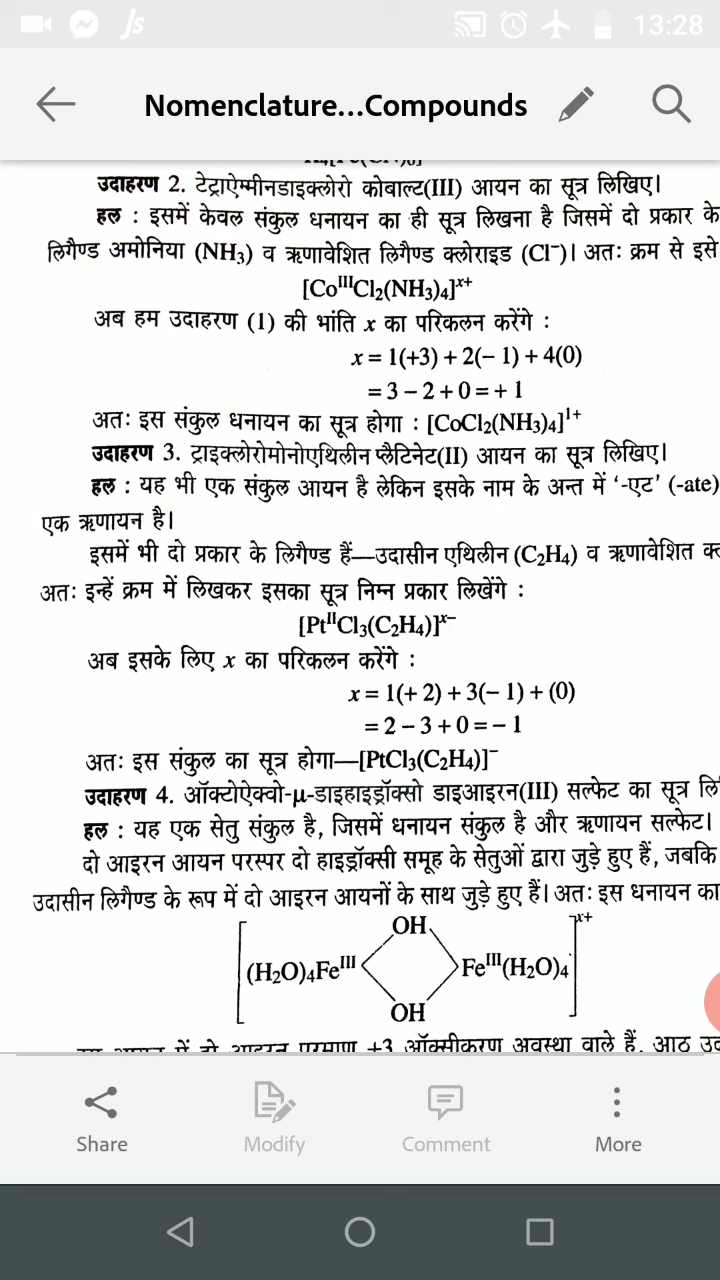 13:28
Nomenclature...Compounds
उदाहरण 2. टेट्राऐम्मीनडाइक्लोरो कोबाल्ट(III) आयन का सूत्र लिखिए।
हल : इसमें केवल संकुल धनायन का ही सूत्र लिखना है जिसमें दो प्रकार के
लिगैण्ड अमोनिया (NH₃) व ऋणावेशित लिगैण्ड क्लोराइड (Cl⁻)। अतः क्रम से इसे
[CoᴵᴵᴵCl₂(NH₃)₄]ˣ⁺
अब हम उदाहरण (1) की भांति x का परिकलन करेंगे :
x = 1(+3) + 2(– 1) + 4(0)
= 3 – 2 + 0 = + 1
अतः इस संकुल धनायन का सूत्र होगा : [CoCl₂(NH₃)₄]¹⁺
उदाहरण 3. ट्राइक्लोरोमोनोएथिलीन प्लैटिनेट(II) आयन का सूत्र लिखिए।
हल : यह भी एक संकुल आयन है लेकिन इसके नाम के अन्त में ‘-एट’ (-ate)
एक ऋणायन है।
इसमें भी दो प्रकार के लिगैण्ड हैं—उदासीन एथिलीन (C₂H₄) व ऋणावेशित
अतः इन्हें क्रम में लिखकर इसका सूत्र निम्न प्रकार लिखेंगे :
[PtᴵᴵCl₃(C₂H₄)]ˣ⁻
अब इसके लिए x का परिकलन करेंगे :
x = 1(+ 2) + 3(– 1) + (0)
= 2 – 3 + 0 = – 1
अतः इस संकुल का सूत्र होगा—[PtCl₃(C₂H₄)]⁻
उदाहरण 4. ऑक्टोऐक्वो-μ-डाइहाइड्रॉक्सो डाइआइरन(III) सल्फेट का सूत्र
हल : यह एक सेतु संकुल है, जिसमें धनायन संकुल है और ऋणायन सल्फेट।
दो आइरन आयन परस्पर दो हाइड्रॉक्सी समूह के सेतुओं द्वारा जुड़े हुए हैं, जबकि
उदासीन लिगैण्ड के रूप में दो आइरन आयनों के साथ जुड़े हुए हैं। अतः इस धनायन का
OH
x+
(H₂O)₄Feᴵᴵᴵ Feᴵᴵᴵ(H₂O)₄
OH
में दो आइरन परमाणु +3 ऑक्सीकरण अवस्था वाले हैं, आठ
Share Modify Comment More